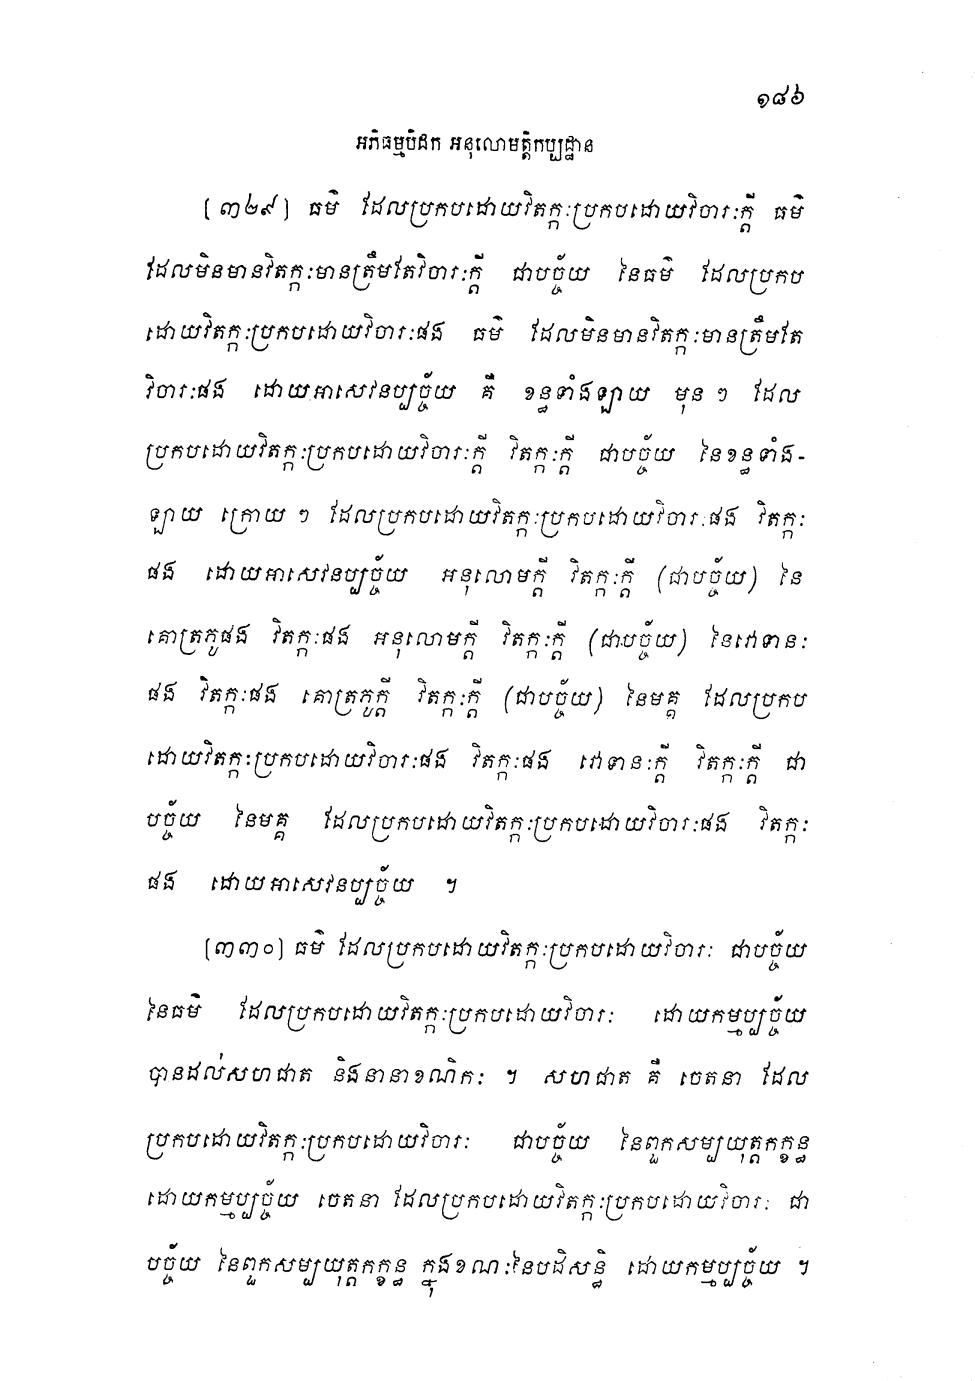 ១៨៦
អភិធម្មបិដក អនុលោមត្តិកប្បដ្ឋាន
[៣២៩] ធម៌ ដែលប្រកបដោយវិតក្កៈប្រកបដោយវិចារៈក្តី ធម៌
ដែលមិនមានវិតក្កៈមានត្រឹមតែវិចារៈក្តី ជាបច្ច័យ នៃធម៌ ដែលប្រកប
ដោយវិតក្កៈប្រកបដោយវិចារៈផង ធម៌ ដែលមិនមានវិតក្កៈមានត្រឹមតែ
វិចារៈផង ដោយអាសេវនប្បច្ច័យ គឺ ខន្ធទាំងឡាយ មុន ៗ ដែល
ប្រកបដោយវិតក្កៈប្រកបដោយវិចារៈក្តី វិតក្កៈក្តី ជាបច្ច័យ នៃខន្ធទាំង-
ឡាយ ក្រោយ ៗ ដែលប្រកបដោយវិតក្កៈប្រកបដោយវិចារៈផង វិតក្កៈ
ផង ដោយអាសេវនប្បច្ច័យ អនុលោមក្តី វិតក្កៈក្តី (ជាបច្ច័យ) នៃ
គោត្រភូផង វិតក្កៈផង អនុលោមក្តី វិតក្កៈក្តី (ជាបច្ច័យ) នៃវោទានៈ
ផង វិតក្កៈផង គោត្រភូក្តី វិតក្កៈក្តី (ជាបច្ច័យ) នៃមគ្គ ដែលប្រកប
ដោយវិតក្កៈប្រកបដោយវិចារៈផង វិតក្កៈផង វោទានៈក្តី វិតក្កៈក្តី ជា
បច្ច័យ នៃមគ្គ ដែលប្រកបដោយវិតក្កៈប្រកបដោយវិចារៈផង វិតក្កៈ
ផង ដោយអាសេវនប្បច្ច័យ ។
[៣៣០] ធម៌ ដែលប្រកបដោយវិតក្កៈប្រកបដោយវិចារៈ ជាបច្ច័យ
នៃធម៌ ដែលប្រកបដោយវិតក្កៈប្រកបដោយវិចារៈ ដោយកម្មប្បច្ច័យ
បានដល់សហជាត និងនានាខណិកៈ ។ សហជាត គឺ ចេតនា ដែល
ប្រកបដោយវិតក្កៈប្រកបដោយវិចារៈ ជាបច្ច័យ នៃពួកសម្បយុត្តកក្ខន្ធ
ដោយកម្មប្បច្ច័យ ចេតនា ដែលប្រកបដោយវិតក្កៈប្រកបដោយវិចារៈ ជា
បច្ច័យ នៃពួកសម្បយុត្តកក្ខន្ធ ក្នុងខណៈនៃបដិសន្ធិ ដោយកម្មប្បច្ច័យ ។